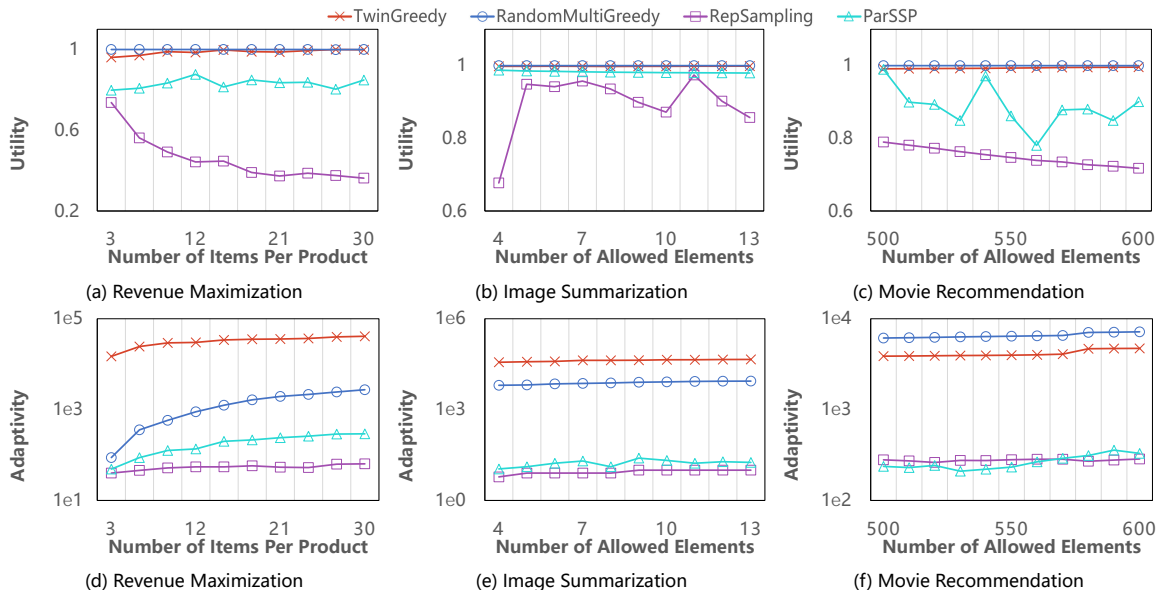 TwinGreedy RandomMultiGreedy RepSampling ParSSP
1
0.6
0.2
Utility
3 12 21 30
Number of Items Per Product
(a) Revenue Maximization
1
0.8
0.6
Utility
4 7 10 13
Number of Allowed Elements
(b) Image Summarization
1
0.8
0.6
Utility
500 550 600
Number of Allowed Elements
(c) Movie Recommendation
1e5
1e3
1e1
Adaptivity
3 12 21 30
Number of Items Per Product
(d) Revenue Maximization
1e6
1e3
1e0
Adaptivity
4 7 10 13
Number of Allowed Elements
(e) Image Summarization
1e4
1e2
Adaptivity
500 550 600
Number of Allowed Elements
(f) Movie Recommendation